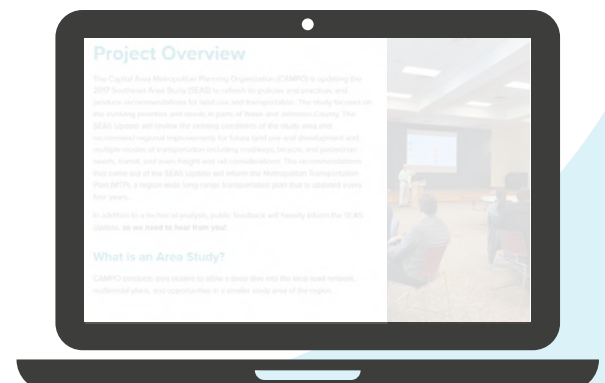 Project Overview
The Capital Area Metropolitan Planning Organization (CAMPO) is updating the
2017 Southeast Area Study (SEAS) to refresh its policies and
produce recommendations for land use and transportation. The study focused on
the evolving priorities and needs in parts of Wake and Johnston County. The
SEAS Update will review the existing conditions of the study area and
recommend regional improvements for future land use and development and
multiple modes of transportation including roadways, bicycle, and pedestrian
needs, transit, and even freight and rail considerations. The recommendations
that come out of the SEAS Update will inform the Metropolitan Transportation
Plan (MTP), a region-wide long-range transportation plan that is updated every
four years.
In addition to a technical analysis, public feedback will heavily inform the SEAS
Update, so we need to hear from you!
What is an Area Study?
CAMPO conducts area studies to allow a deep dive into the local road network,
multimodal plans, and opportunities in a smaller study area of the region.